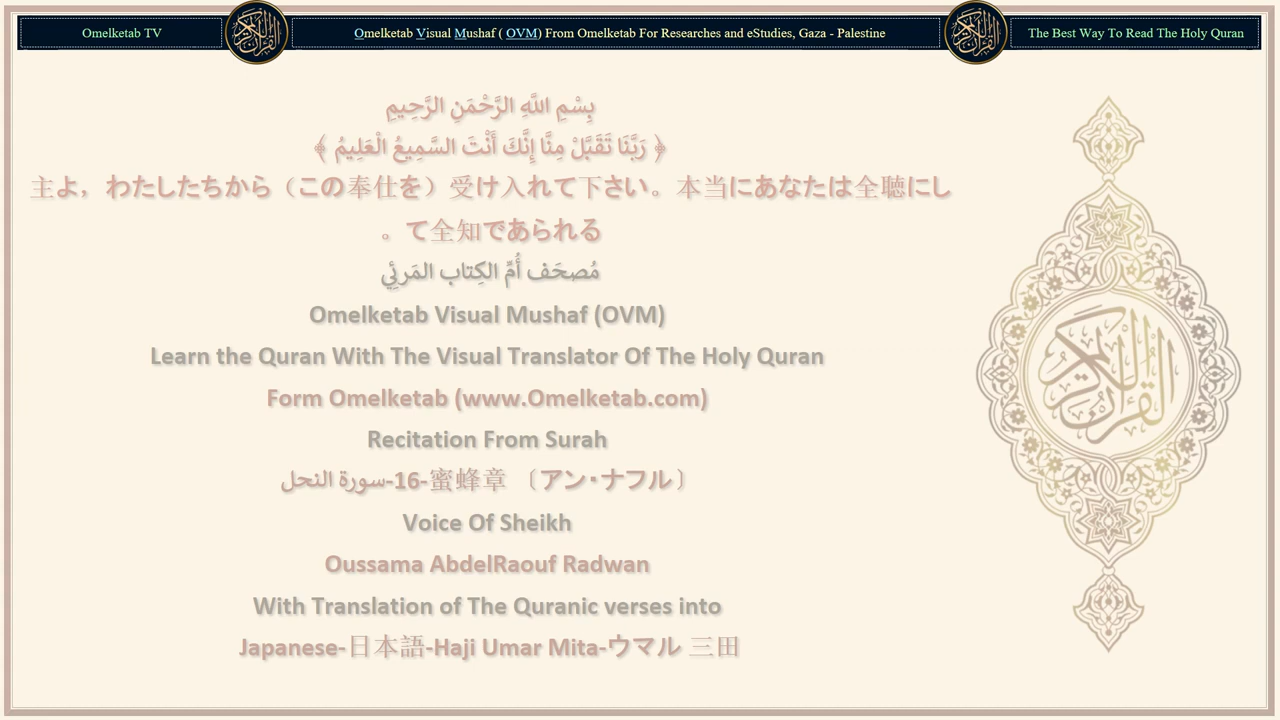 Omelketab TV
Omelketab Visual Mushaf ( OVM) From Omelketab For Researches and eStudies, Gaza - Palestine
The Best Way To Read The Holy Quran
بِسْمِ اللَّهِ الرَّحْمَنِ الرَّحِيمِ
﴿ رَبَّنَا تَقَبَّلْ مِنَّا إِنَّكَ أَنْتَ السَّمِيعُ الْعَلِيمُ ﴾
主よ，わたしたちから（この奉仕を）受け入れて下さい。本当にあなたは全聴にし
て全知であられる。
مُصحَف أُمِّ الكِتاب المَرئِي
Omelketab Visual Mushaf (OVM)
Learn the Quran With The Visual Translator Of The Holy Quran
Form Omelketab (www.Omelketab.com)
Recitation From Surah
سورة النحل-16-蜜蜂章 〔アン・ナフル〕
Voice Of Sheikh
Oussama AbdelRaouf Radwan
With Translation of The Quranic verses into
Japanese-日本語-Haji Umar Mita-ウマル 三田
القرآن الكريم